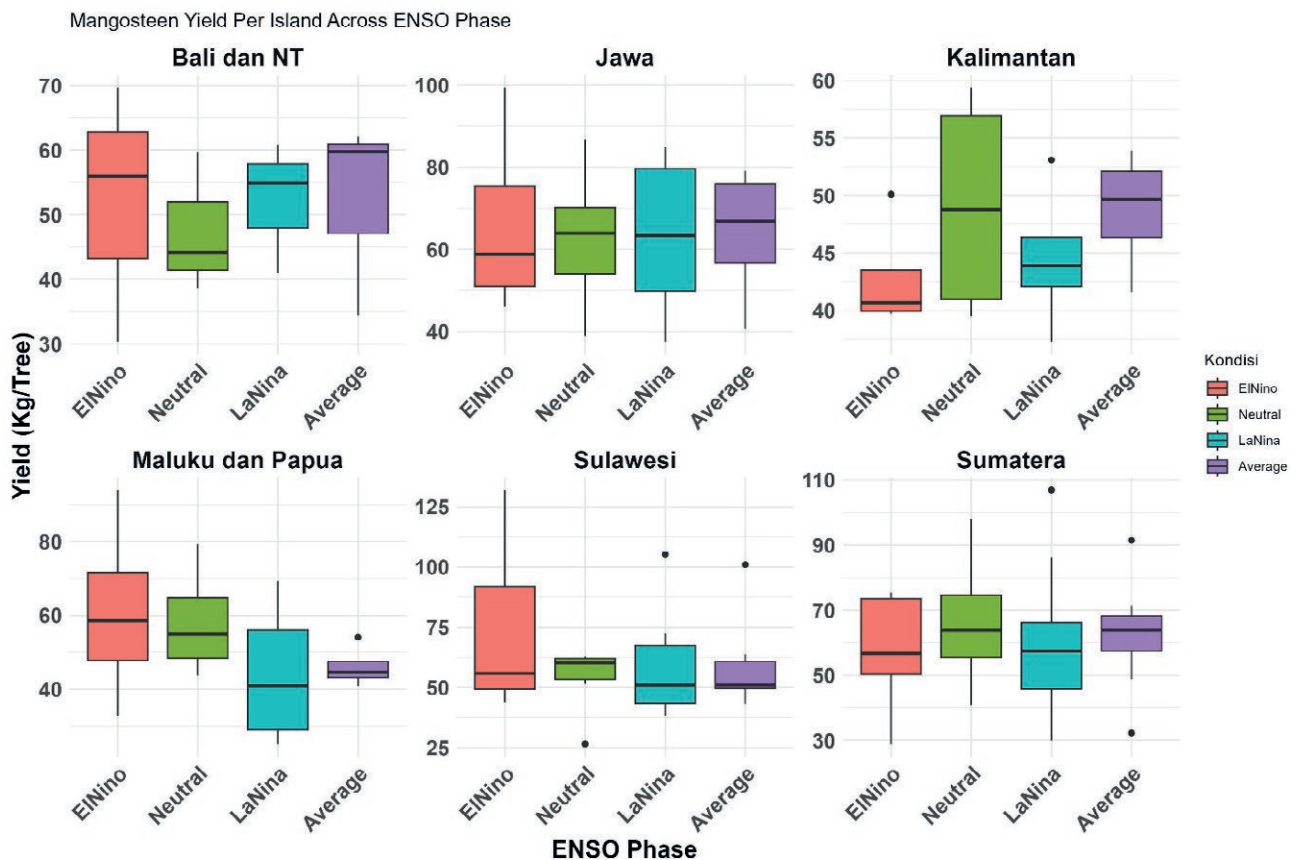 Mangosteen Yield Per Island Across ENSO Phase
Bali dan NT
70
60
50
40
30
ElNino
Neutral
LaNina
Average
Jawa
100
80
60
40
ElNino
Neutral
LaNina
Average
Kalimantan
60
55
50
45
40
ElNino
Neutral
LaNina
Average
Yield (Kg/Tree)
Maluku dan Papua
80
60
40
ElNino
Neutral
LaNina
Average
Sulawesi
125
100
75
50
25
ElNino
Neutral
LaNina
Average
Sumatera
110
90
70
50
30
ElNino
Neutral
LaNina
Average
ENSO Phase
Kondisi
ElNino
Neutral
LaNina
Average